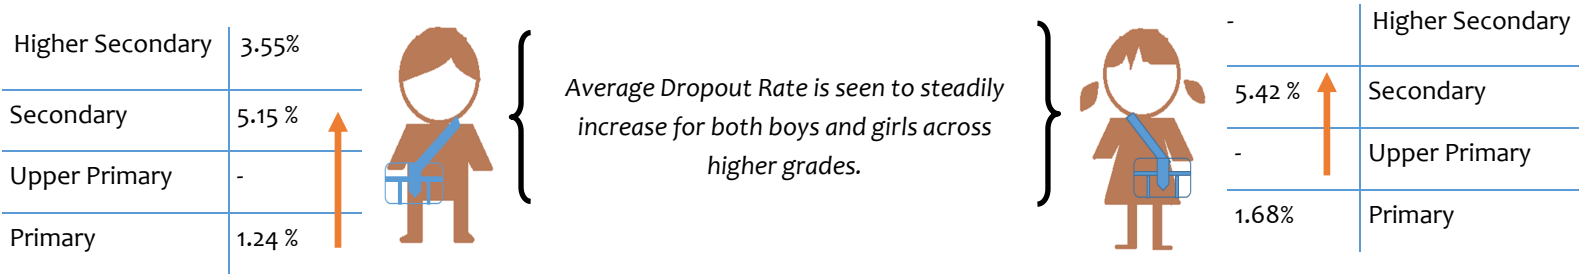 Higher Secondary 3.55%
Secondary 5.15 %
Upper Primary -
Primary 1.24 %
Average Dropout Rate is seen to steadily
increase for both boys and girls across
higher grades.
- Higher Secondary
5.42 % Secondary
- Upper Primary
1.68% Primary